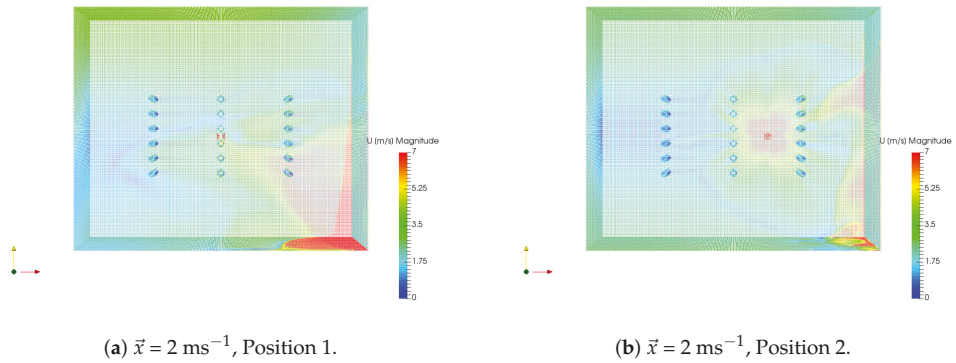 U (m/s) Magnitude
7
5.25
3.5
1.75
0
U (m/s) Magnitude
7
5.25
3.5
1.75
0
(a) x⃗ = 2 ms⁻¹, Position 1.
(b) x⃗ = 2 ms⁻¹, Position 2.